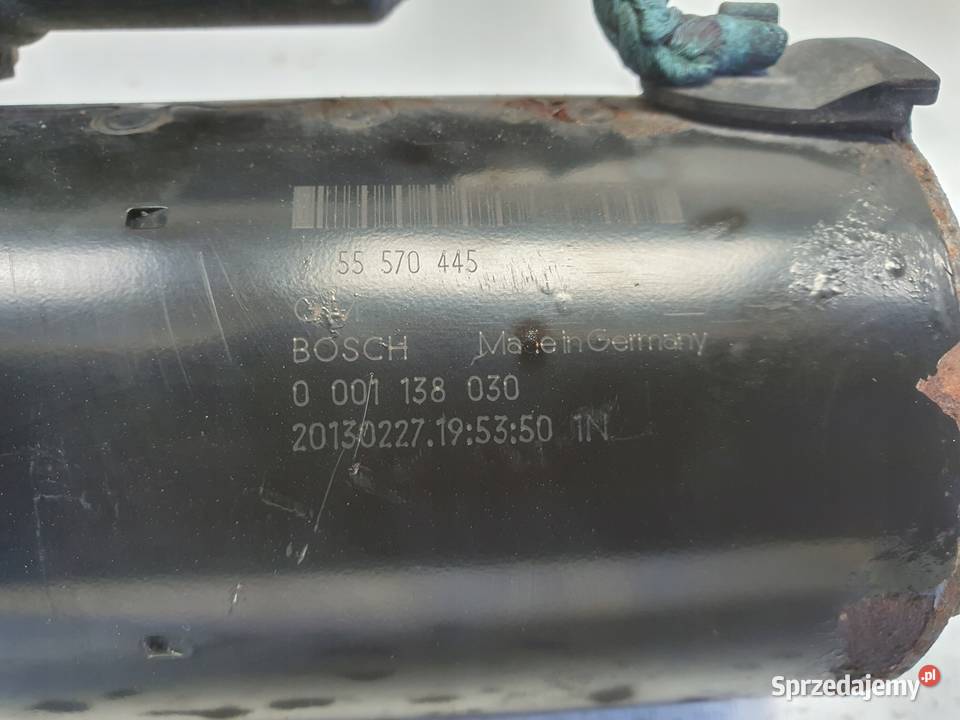 55 570 445
BOSCH Made in Germany
0 001 138 030
20130227.19:53:50 1N
Sprzedajemy.pl